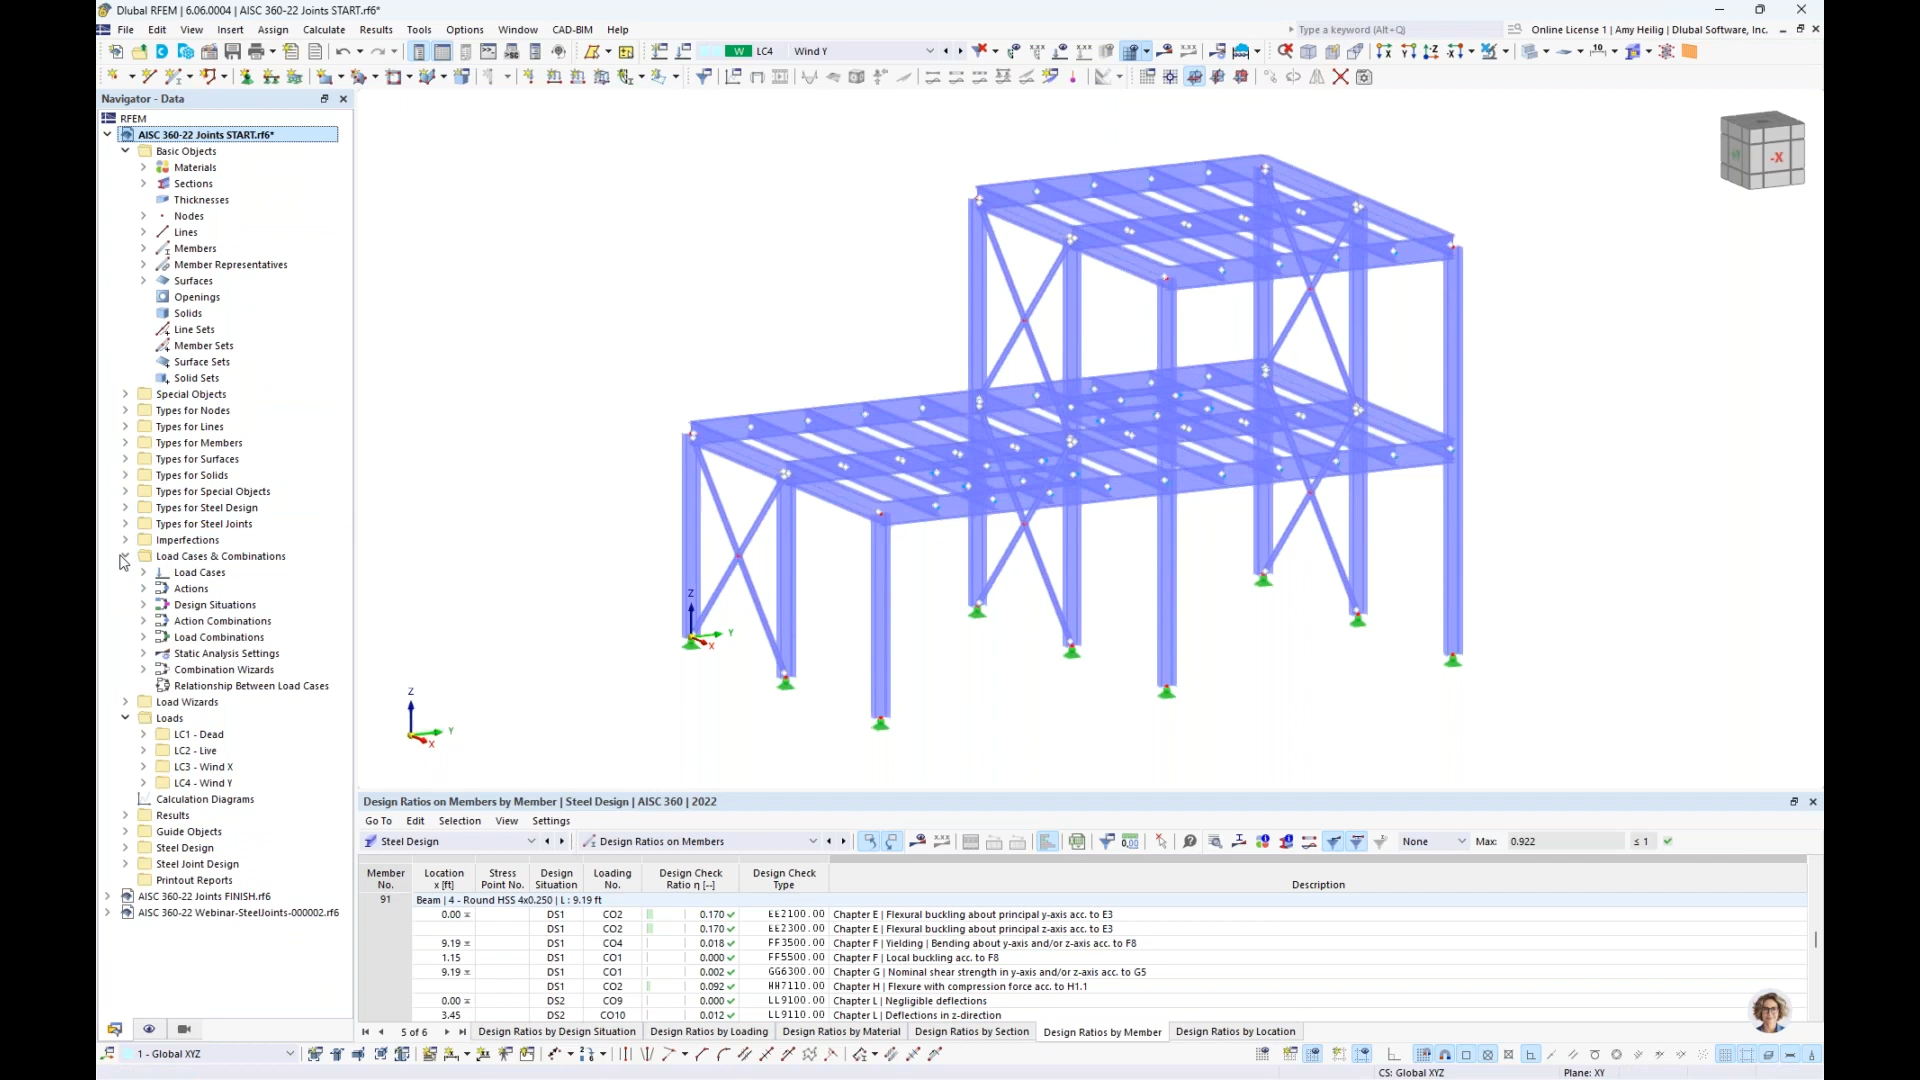 Dlubal RFEM | 6.06.0004 | AISC 360-22 Joints START.rf6*
File Edit View Insert Assign Calculate Results Tools Options Window CAD-BIM Help
Type a keyword (Alt+Q)
Online License 1 | Amy Heilig | Dlubal Software, Inc.
W LC4 Wind Y
Navigator - Data
RFEM
AISC 360-22 Joints START.rf6*
Basic Objects
Materials
Sections
Thicknesses
Nodes
Lines
Members
Member Representatives
Surfaces
Openings
Solids
Line Sets
Member Sets
Surface Sets
Solid Sets
Special Objects
Types for Nodes
Types for Lines
Types for Members
Types for Surfaces
Types for Solids
Types for Special Objects
Types for Steel Design
Types for Steel Joints
Imperfections
Load Cases & Combinations
Load Cases
Actions
Design Situations
Action Combinations
Load Combinations
Static Analysis Settings
Combination Wizards
Relationship Between Load Cases
Load Wizards
Loads
LC1 - Dead
LC2 - Live
LC3 - Wind X
LC4 - Wind Y
Calculation Diagrams
Results
Guide Objects
Steel Design
Steel Joint Design
Printout Reports
AISC 360-22 Joints FINISH.rf6
AISC 360-22 Webinar-SteelJoints-000002.rf6
-X
Z
Y
X
Z
Y
X
Design Ratios on Members by Member | Steel Design | AISC 360 | 2022
Go To Edit Selection View Settings
Steel Design Design Ratios on Members None Max: 0.922 ≤ 1
Member No. Location x [ft] Stress Point No. Design Situation Loading No. Design Check Ratio η [--] Design Check Type Description
91 Beam | 4 - Round HSS 4x0.250 | L : 9.19 ft
0.00 DS1 CO2 0.170 EE2100.00 Chapter E | Flexural buckling about principal y-axis acc. to E3
DS1 CO2 0.170 EE2300.00 Chapter E | Flexural buckling about principal z-axis acc. to E3
9.19 DS1 CO4 0.018 FF3500.00 Chapter F | Yielding | Bending about y-axis and/or z-axis acc. to F8
1.15 DS1 CO1 0.000 FF5500.00 Chapter F | Local buckling acc. to F8
9.19 DS1 CO1 0.002 GG6300.00 Chapter G | Nominal shear strength in y-axis and/or z-axis acc. to G5
DS1 CO2 0.092 HH7110.00 Chapter H | Flexure with compression force acc. to H1.1
0.00 DS2 CO9 0.000 LL9100.00 Chapter L | Negligible deflections
3.45 DS2 CO10 0.012 LL9110.00 Chapter L | Deflections in z-direction
5 of 6 Design Ratios by Design Situation Design Ratios by Loading Design Ratios by Material Design Ratios by Section Design Ratios by Member Design Ratios by Location
1 - Global XYZ
CS: Global XYZ Plane: XY